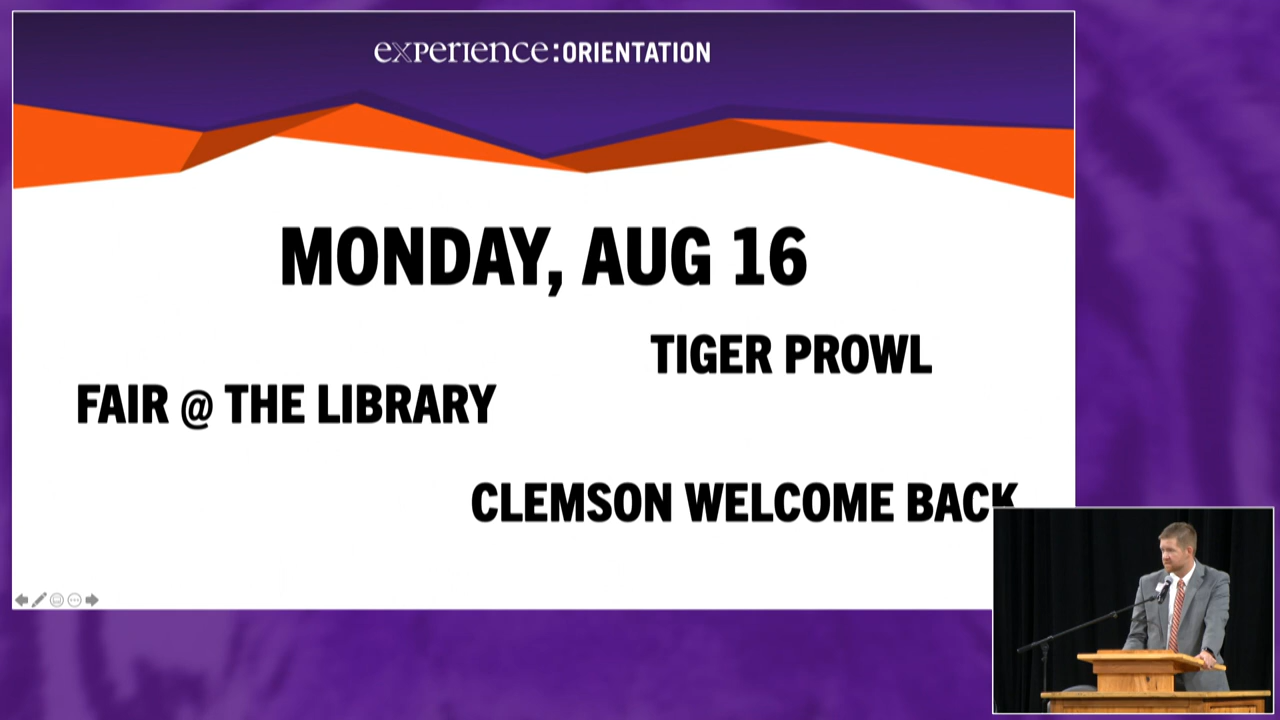 experience:ORIENTATION
MONDAY, AUG 16
TIGER PROWL
FAIR @ THE LIBRARY
CLEMSON WELCOME BACK